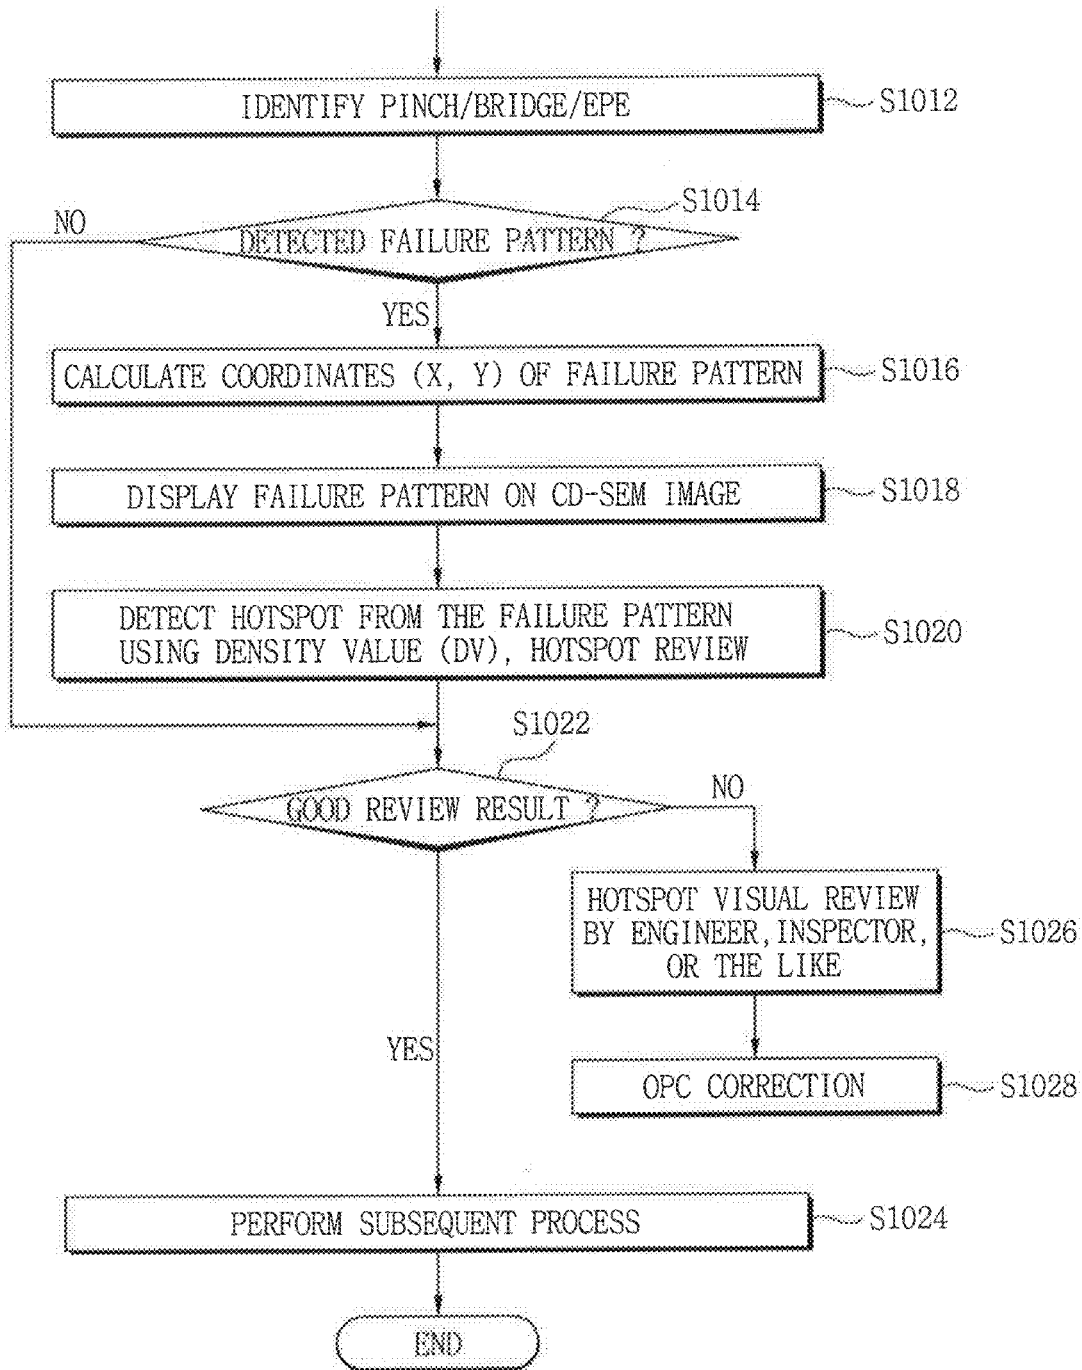 IDENTIFY PINCH/BRIDGE/EPE
S1012
S1014
NO
DETECTED FAILURE PATTERN ?
YES
CALCULATE COORDINATES (X, Y) OF FAILURE PATTERN
S1016
DISPLAY FAILURE PATTERN ON CD-SEM IMAGE
S1018
DETECT HOTSPOT FROM THE FAILURE PATTERN
USING DENSITY VALUE (DV), HOTSPOT REVIEW
S1020
S1022
GOOD REVIEW RESULT ?
NO
HOTSPOT VISUAL REVIEW
BY ENGINEER, INSPECTOR,
OR THE LIKE
S1026
YES
OPC CORRECTION
S1028
PERFORM SUBSEQUENT PROCESS
S1024
END